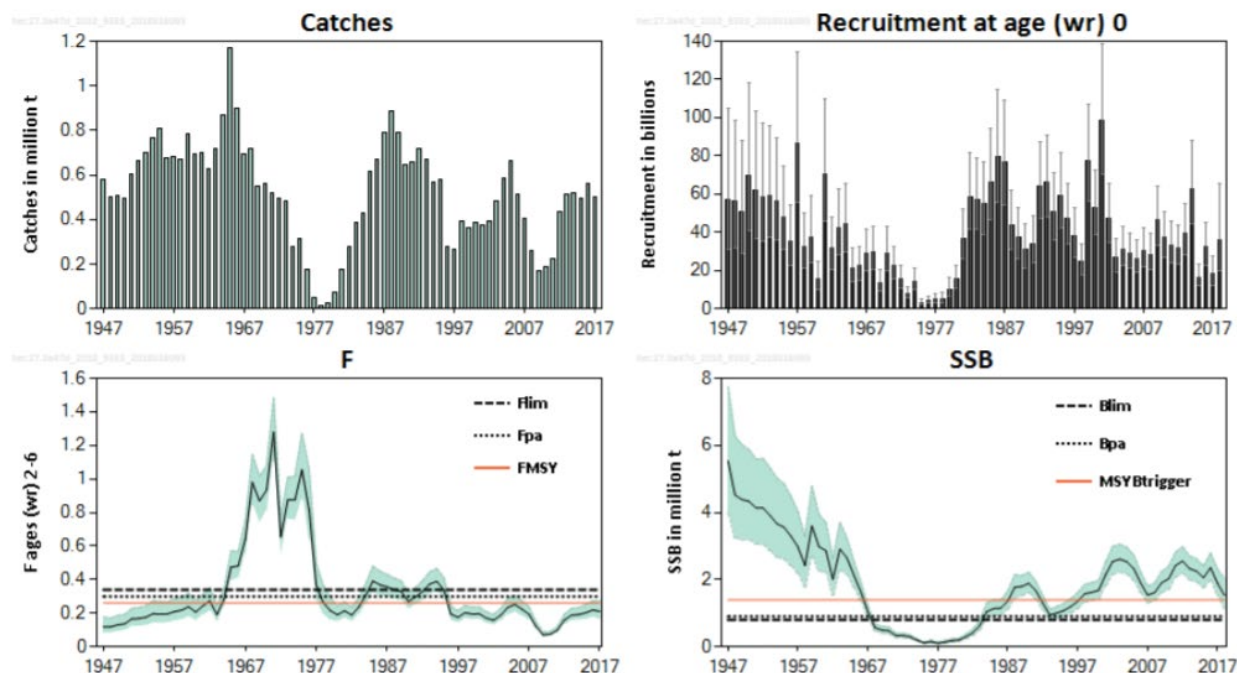 Catches
Catches in million t
1.2
1
0.8
0.6
0.4
0.2
0
1947 1957 1967 1977 1987 1997 2007 2017
Recruitment at age (wr) 0
Recruitment in billions
140
120
100
80
60
40
20
0
1947 1957 1967 1977 1987 1997 2007 2017
F
F ages (wr) 2-6
1.6
1.4
1.2
1.0
0.8
0.6
0.4
0.2
0
1947 1957 1967 1977 1987 1997 2007 2017
Flim
Fpa
FMSY
SSB
SSB in million t
8
6
4
2
0
1947 1957 1967 1977 1987 1997 2007 2017
Blim
Bpa
MSYBtrigger